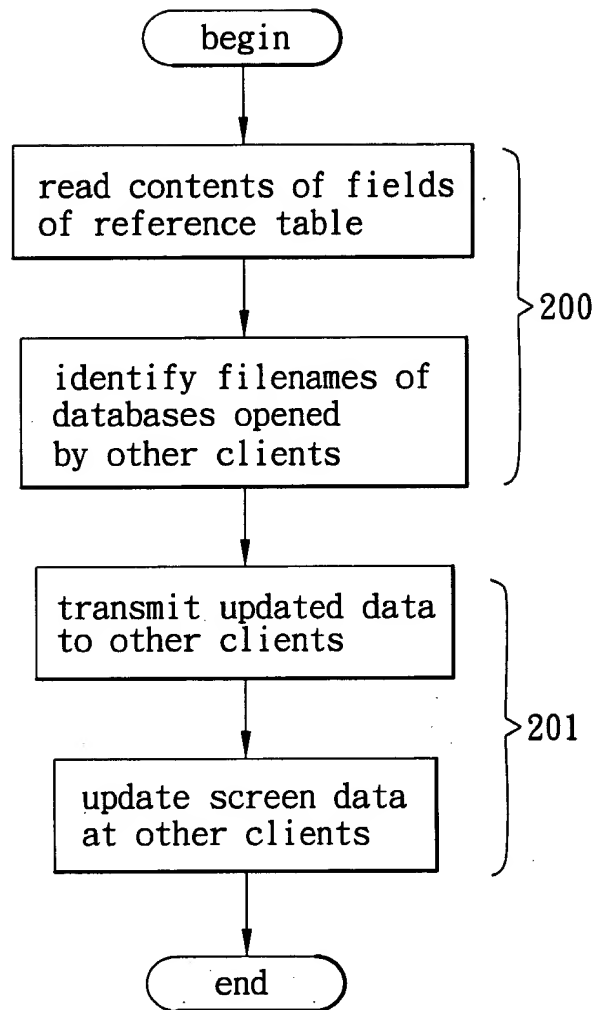 begin
read contents of fields
of reference table
200
identify filenames of
databases opened
by other clients
transmit updated data
to other clients
201
update screen data
at other clients
end